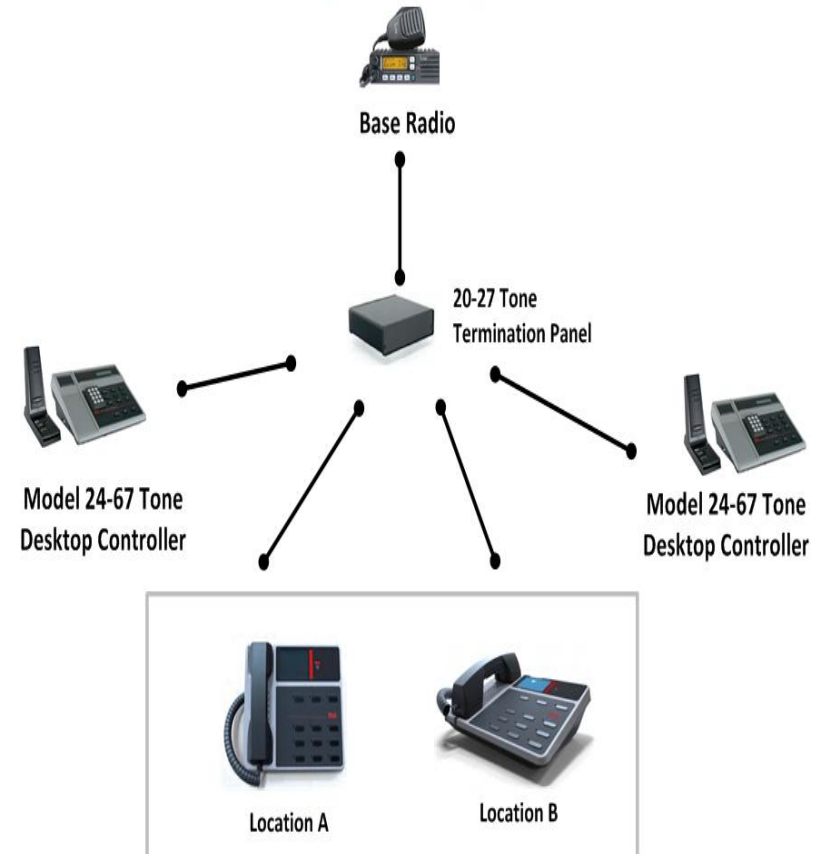 Base Radio
20-27 Tone
Termination Panel
Model 24-67 Tone
Desktop Controller
Model 24-67 Tone
Desktop Controller
Location A
Location B